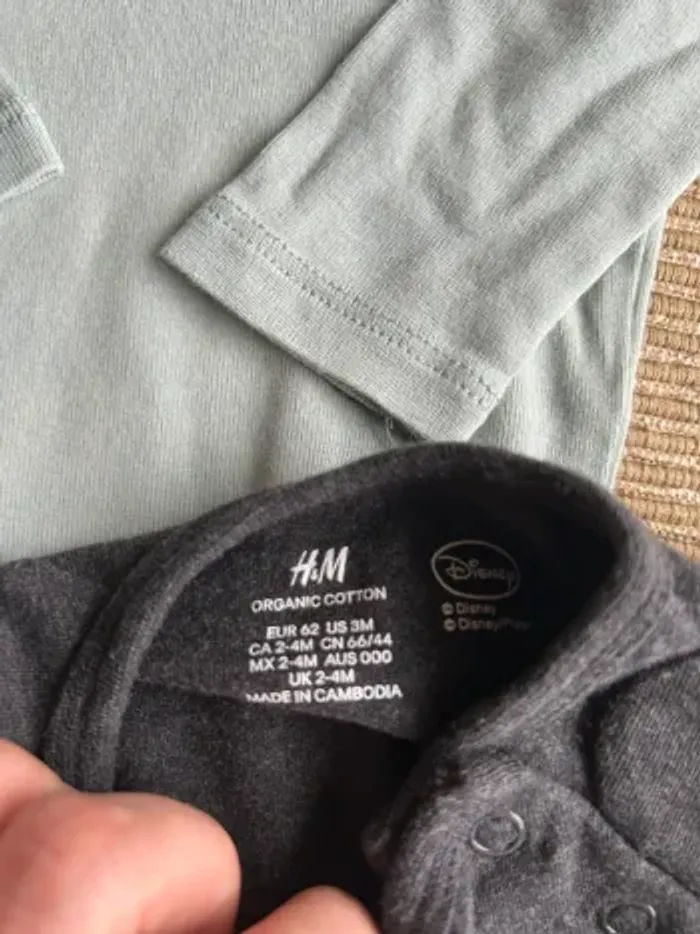 H&M
ORGANIC COTTON
EUR 62 US 3M
CA 2-4M CN 66/44
MX 2-4M AUS 000
UK 2-4M
MADE IN CAMBODIA
Disney
© Disney
© Disney/